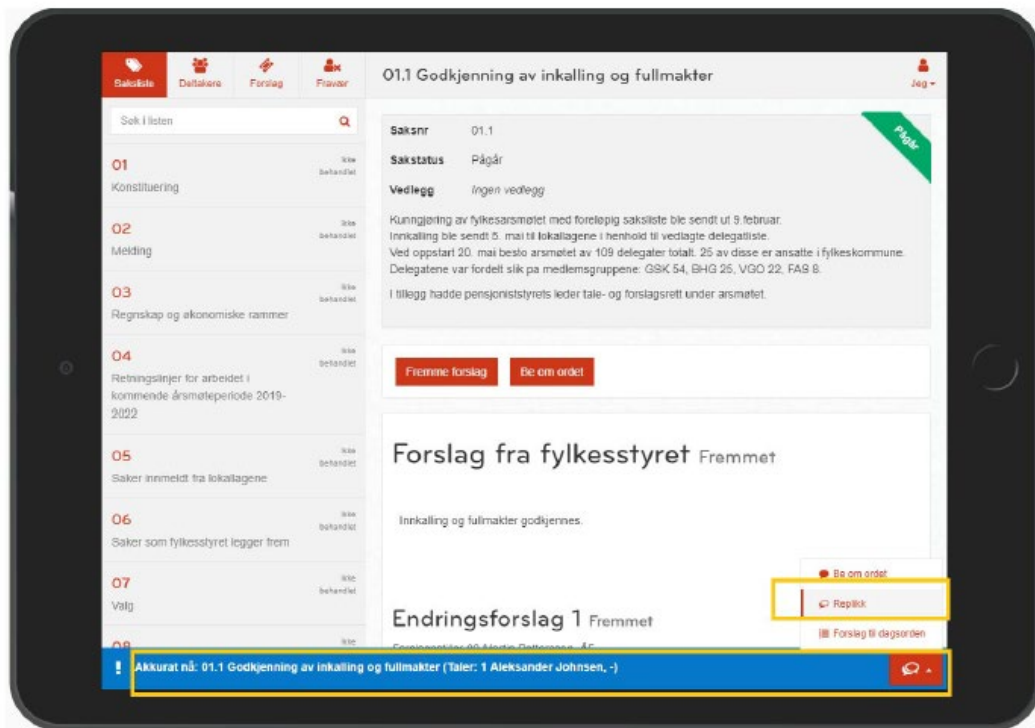 Saksliste
Deltakere
Forslag
Fravær
01.1 Godkjenning av inkalling og fullmakter
Jeg
Søk i listen
01
Ikke behandlet
Konstituering
02
Ikke behandlet
Melding
03
Ikke behandlet
Regnskap og økonomiske rammer
04
Ikke behandlet
Retningslinjer for arbeidet i
kommende årsmøteperiode 2019-
2022
05
Ikke behandlet
Saker innmeldt fra lokallagene
06
Ikke behandlet
Saker som fylkesstyret legger frem
07
Ikke behandlet
Valg
08
Ikke
Pågår
Saksnr 01.1
Sakstatus Pågår
Vedlegg Ingen vedlegg
Kunngjøring av fylkesarsmøtet med foreløpig saksliste ble sendt ut 9.februar.
Innkalling ble sendt 5. mai til lokallagene i henhold til vedlagte delegatliste.
Ved oppstart 20. mai besto arsmøtet av 109 delegater totalt. 25 av disse er ansatte i fylkeskommune.
Delegatene var fordelt slik pa medlemsgruppene: GSK 54, BHG 25, VGO 22, FAS 8.
I tillegg hadde pensjoniststyrets leder tale- og forslagsrett under arsmøtet.
Fremme forslag
Be om ordet
Forslag fra fylkesstyret Fremmet
Innkalling og fullmakter godkjennes.
Endringsforslag 1 Fremmet
Be om ordet
Replikk
Forslag til dagsorden
! Akkurat nå: 01.1 Godkjenning av inkalling og fullmakter (Taler: 1 Aleksander Johnsen, -)